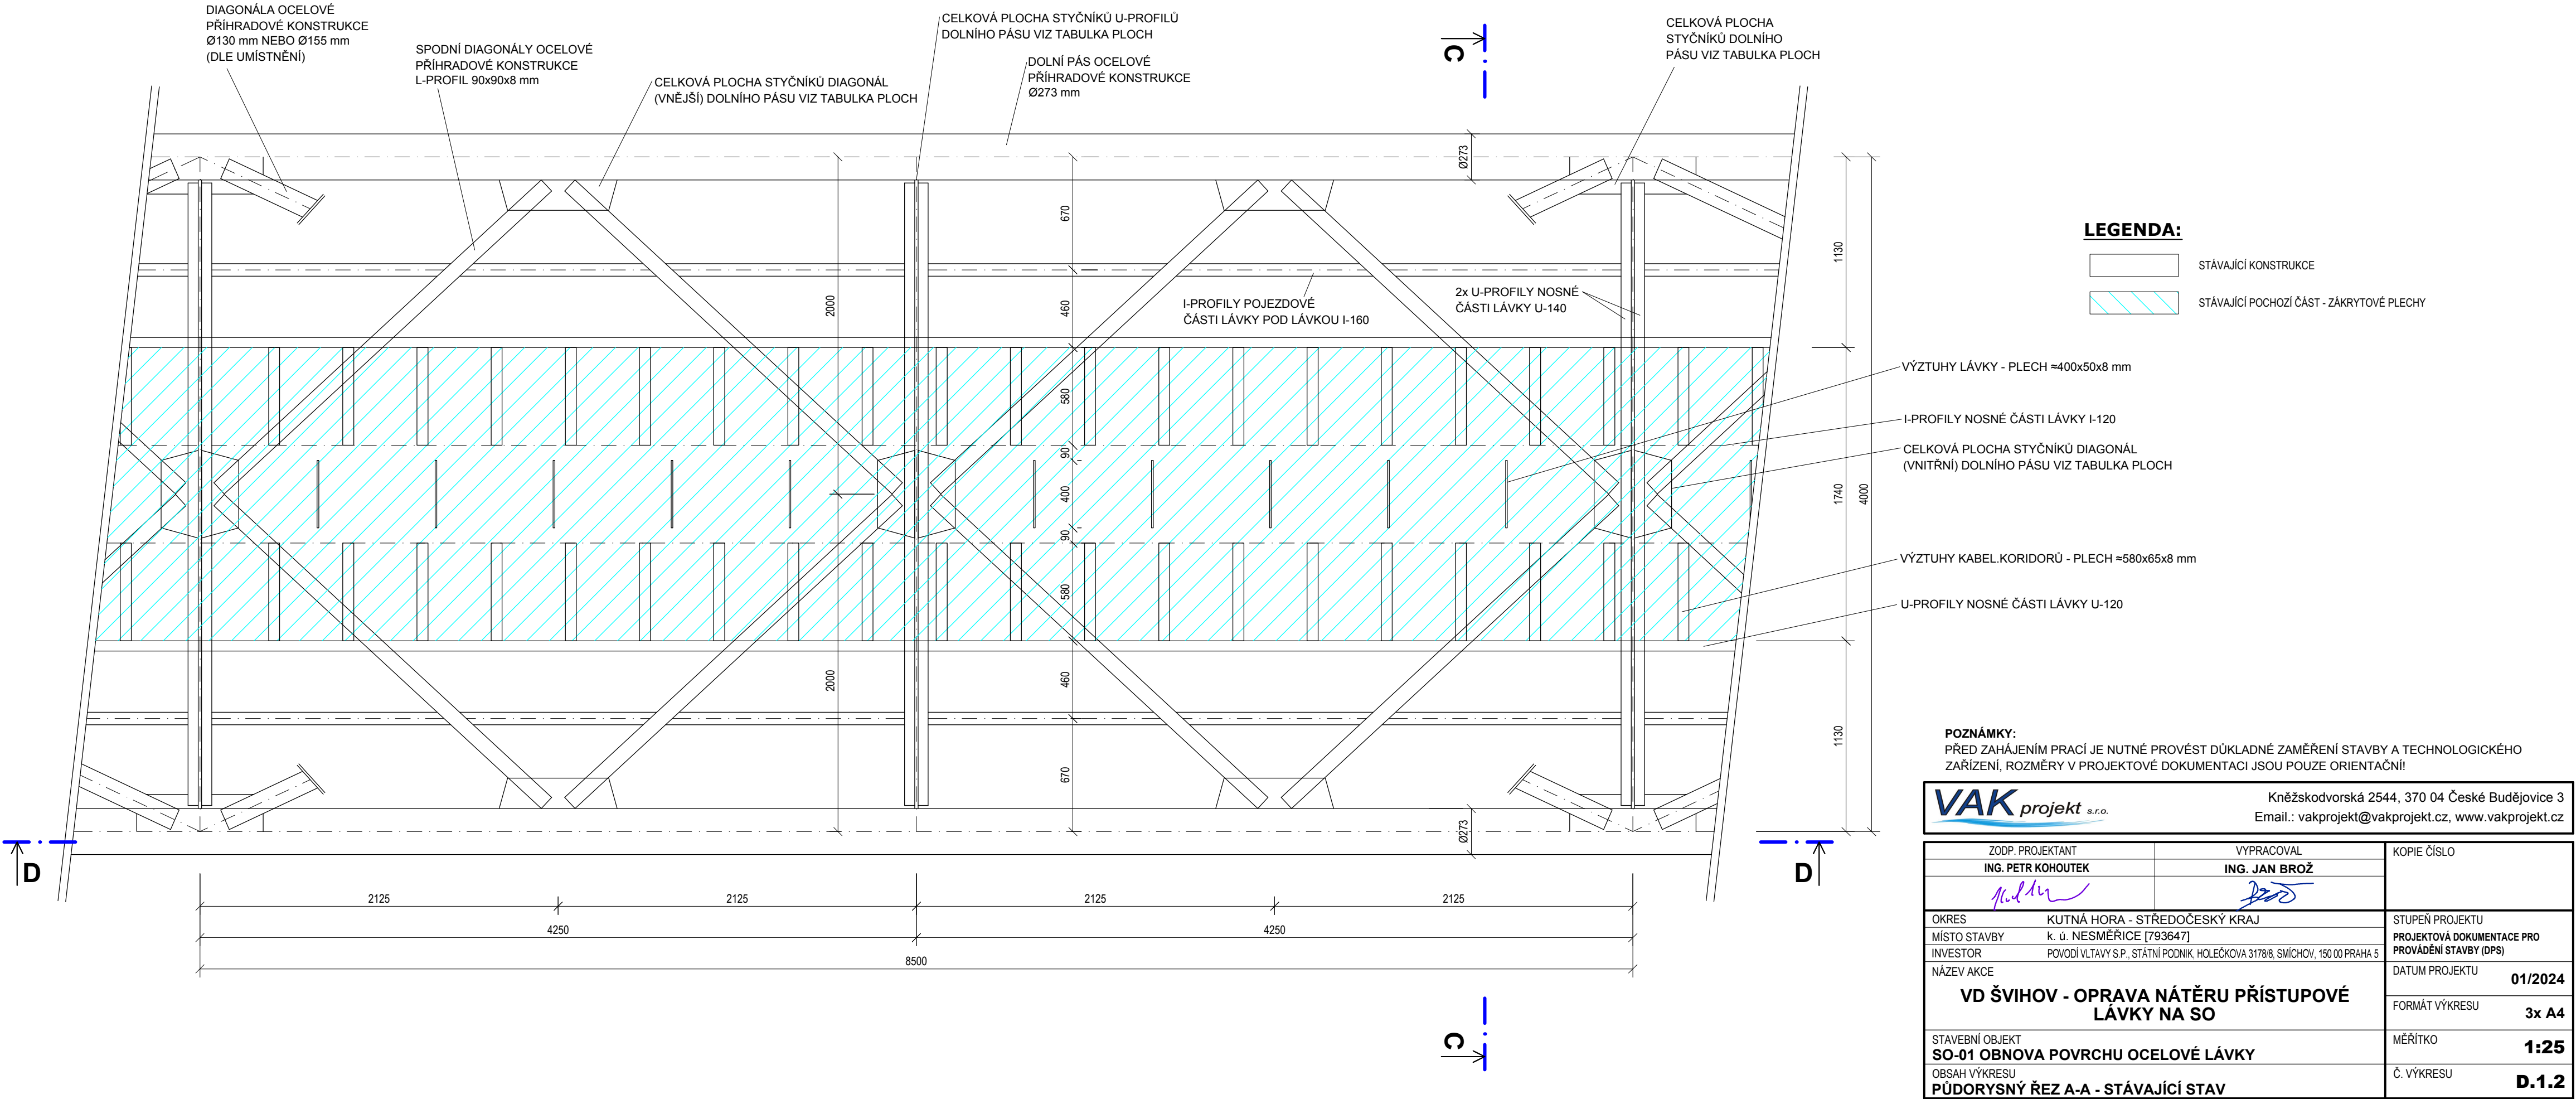 DIAGONÁLA OCELOVÉ
PŘÍHRADOVÉ KONSTRUKCE
Ø130 mm NEBO Ø155 mm
(DLE UMÍSTNĚNÍ)
SPODNÍ DIAGONÁLY OCELOVÉ
PŘÍHRADOVÉ KONSTRUKCE
L-PROFIL 90x90x8 mm
CELKOVÁ PLOCHA STYČNÍKŮ DIAGONÁL
(VNĚJŠÍ) DOLNÍHO PÁSU VIZ TABULKA PLOCH
CELKOVÁ PLOCHA STYČNÍKŮ U-PROFILŮ
DOLNÍHO PÁSU VIZ TABULKA PLOCH
DOLNÍ PÁS OCELOVÉ
PŘÍHRADOVÉ KONSTRUKCE
Ø273 mm
C
CELKOVÁ PLOCHA
STYČNÍKŮ DOLNÍHO
PÁSU VIZ TABULKA PLOCH
Ø273
670
1130
2000
460
I-PROFILY POJEZDOVÉ
ČÁSTI LÁVKY POD LÁVKOU I-160
2x U-PROFILY NOSNÉ
ČÁSTI LÁVKY U-140
580
90
400
90
580
1740
4000
2000
460
670
1130
Ø273
LEGENDA:
STÁVAJÍCÍ KONSTRUKCE
STÁVAJÍCÍ POCHOZÍ ČÁST - ZÁKRYTOVÉ PLECHY
VÝZTUHY LÁVKY - PLECH ≈400x50x8 mm
I-PROFILY NOSNÉ ČÁSTI LÁVKY I-120
CELKOVÁ PLOCHA STYČNÍKŮ DIAGONÁL
(VNITŘNÍ) DOLNÍHO PÁSU VIZ TABULKA PLOCH
VÝZTUHY KABEL.KORIDORŮ - PLECH ≈580x65x8 mm
U-PROFILY NOSNÉ ČÁSTI LÁVKY U-120
D
D
2125
2125
2125
2125
4250
4250
8500
C
POZNÁMKY:
PŘED ZAHÁJENÍM PRACÍ JE NUTNÉ PROVÉST DŮKLADNÉ ZAMĚŘENÍ STAVBY A TECHNOLOGICKÉHO
ZAŘÍZENÍ, ROZMĚRY V PROJEKTOVÉ DOKUMENTACI JSOU POUZE ORIENTAČNÍ!
VAK projekt s.r.o.
Kněžskodvorská 2544, 370 04 České Budějovice 3
Email.: vakprojekt@vakprojekt.cz, www.vakprojekt.cz
ZODP. PROJEKTANT
VYPRACOVAL
KOPIE ČÍSLO
ING. PETR KOHOUTEK
ING. JAN BROŽ
OKRES KUTNÁ HORA - STŘEDOČESKÝ KRAJ
MÍSTO STAVBY k. ú. NESMĚŘICE [793647]
INVESTOR POVODÍ VLTAVY S.P., STÁTNÍ PODNIK, HOLEČKOVA 3178/8, SMÍCHOV, 150 00 PRAHA 5
STUPEŇ PROJEKTU
PROJEKTOVÁ DOKUMENTACE PRO
PROVÁDĚNÍ STAVBY (DPS)
NÁZEV AKCE
VD ŠVIHOV - OPRAVA NÁTĚRU PŘÍSTUPOVÉ
LÁVKY NA SO
DATUM PROJEKTU
01/2024
FORMÁT VÝKRESU
3x A4
STAVEBNÍ OBJEKT
SO-01 OBNOVA POVRCHU OCELOVÉ LÁVKY
MĚŘÍTKO
1:25
OBSAH VÝKRESU
PŮDORYSNÝ ŘEZ A-A - STÁVAJÍCÍ STAV
Č. VÝKRESU
D.1.2